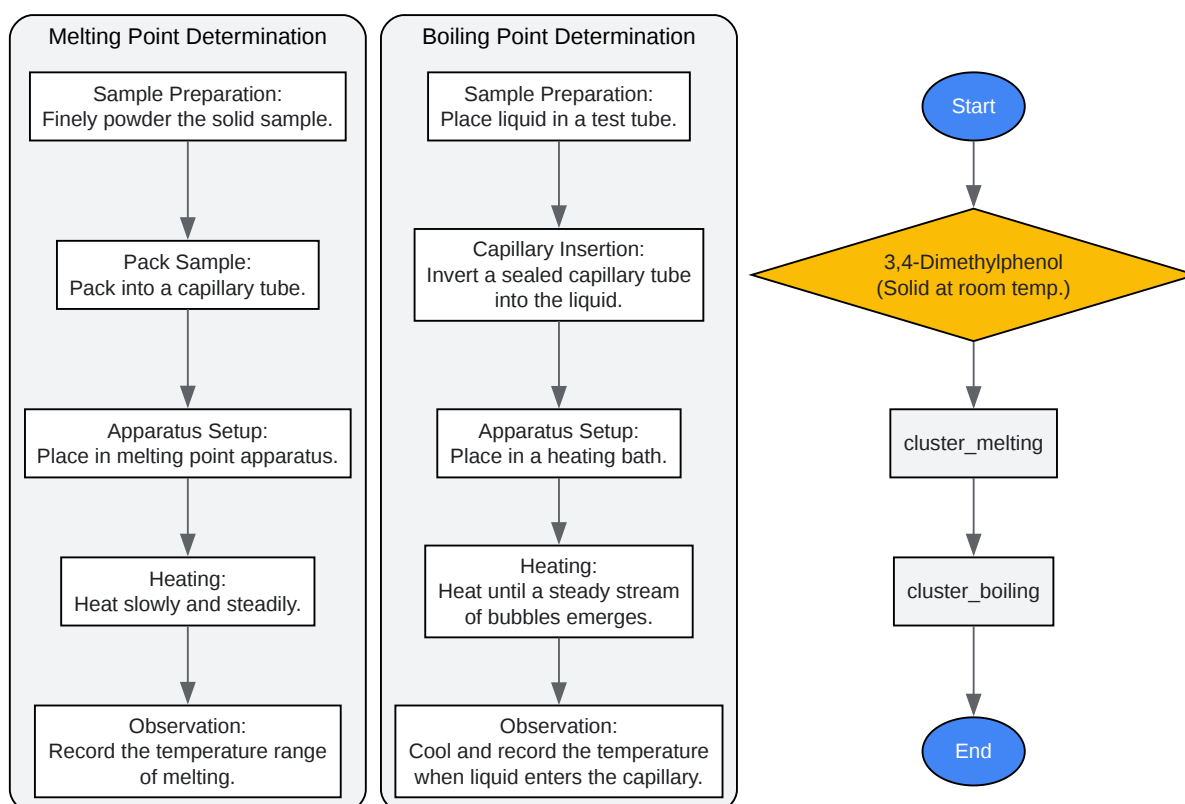 Melting Point Determination
Sample Preparation:
Finely powder the solid sample.
Pack Sample:
Pack into a capillary tube.
Apparatus Setup:
Place in melting point apparatus.
Heating:
Heat slowly and steadily.
Observation:
Record the temperature range
of melting.
Boiling Point Determination
Sample Preparation:
Place liquid in a test tube.
Capillary Insertion:
Invert a sealed capillary tube
into the liquid.
Apparatus Setup:
Place in a heating bath.
Heating:
Heat until a steady stream
of bubbles emerges.
Observation:
Cool and record the temperature
when liquid enters the capillary.
Start
3,4-Dimethylphenol
(Solid at room temp.)
cluster_melting
cluster_boiling
End